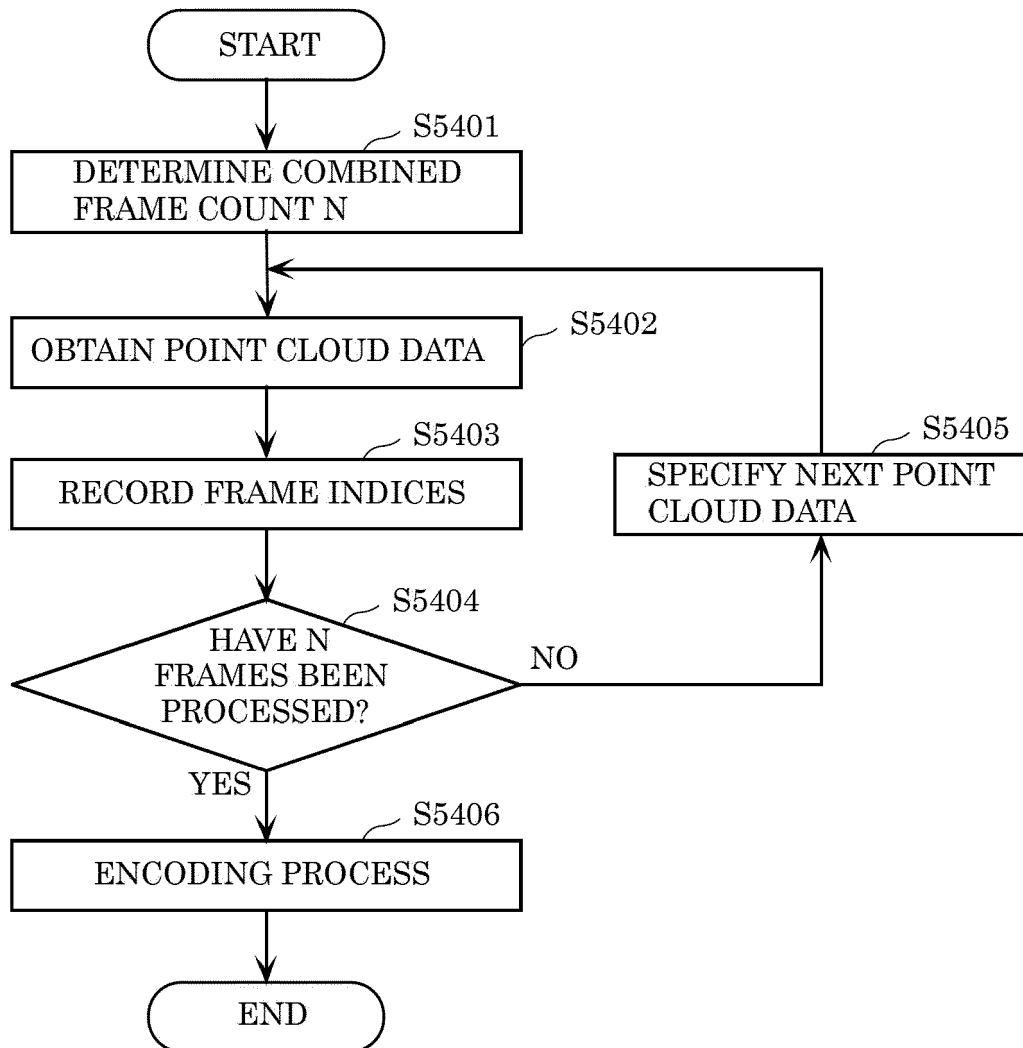 START
S5401
DETERMINE COMBINED
FRAME COUNT N
S5402
OBTAIN POINT CLOUD DATA
S5403
RECORD FRAME INDICES
S5405
SPECIFY NEXT POINT
CLOUD DATA
S5404
HAVE N
FRAMES BEEN
PROCESSED?
NO
YES
S5406
ENCODING PROCESS
END